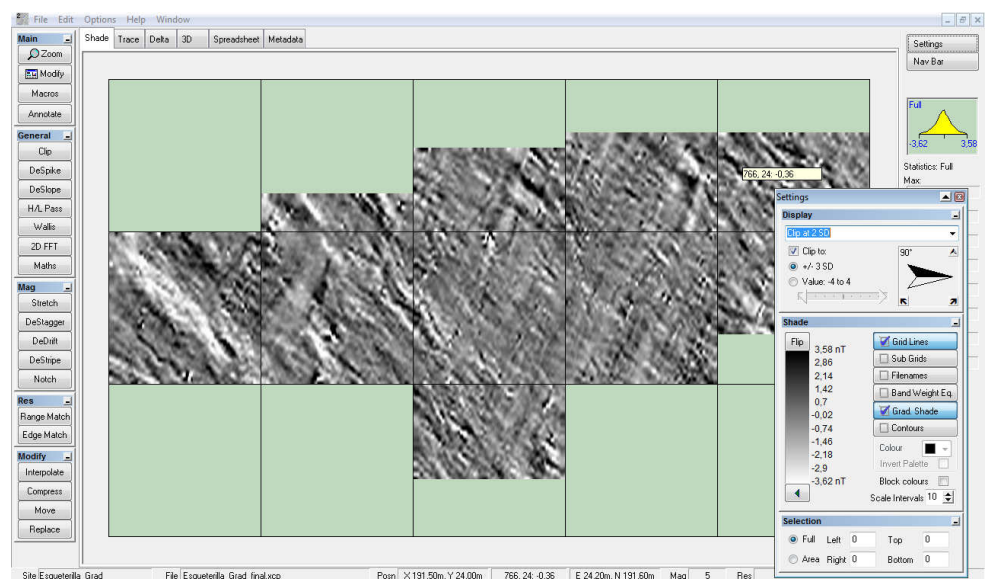 File Edit Options Help Window
Main
Zoom
Modify
Macros
Annotate
General
Clip
DeSpike
DeSlope
H/L Pass
Wallis
2D FFT
Maths
Mag
Stretch
DeStagger
DeDrift
DeStripe
Notch
Res
Range Match
Edge Match
Modify
Interpolate
Compress
Move
Replace
Shade Trace Delta 3D Spreadsheet Metadata
766, 24: -0,36
Settings
Nav Bar
Full
-3,62 3,58
Statistics: Full
Max:
Settings
Display
Clip at 2 SD
Clip to:
+/- 3 SD
Value: -4 to 4
90°
Shade
Flip
3,58 nT
2,86
2,14
1,42
0,7
-0,02
-0,74
-1,46
-2,18
-2,9
-3,62 nT
Grid Lines
Sub Grids
Filenames
Band Weight Eq.
Grad. Shade
Contours
Colour
Invert Palette
Block colours
Scale Intervals 10
Selection
Full Left 0 Top 0
Area Right 0 Bottom 0
Site Esqueterilla_Grad File Esqueterilla_Grad_final.xcp Posn X 191.50m, Y 24.00m 766, 24: -0,36 E 24.20m, N 191.60m Mag 5 Res